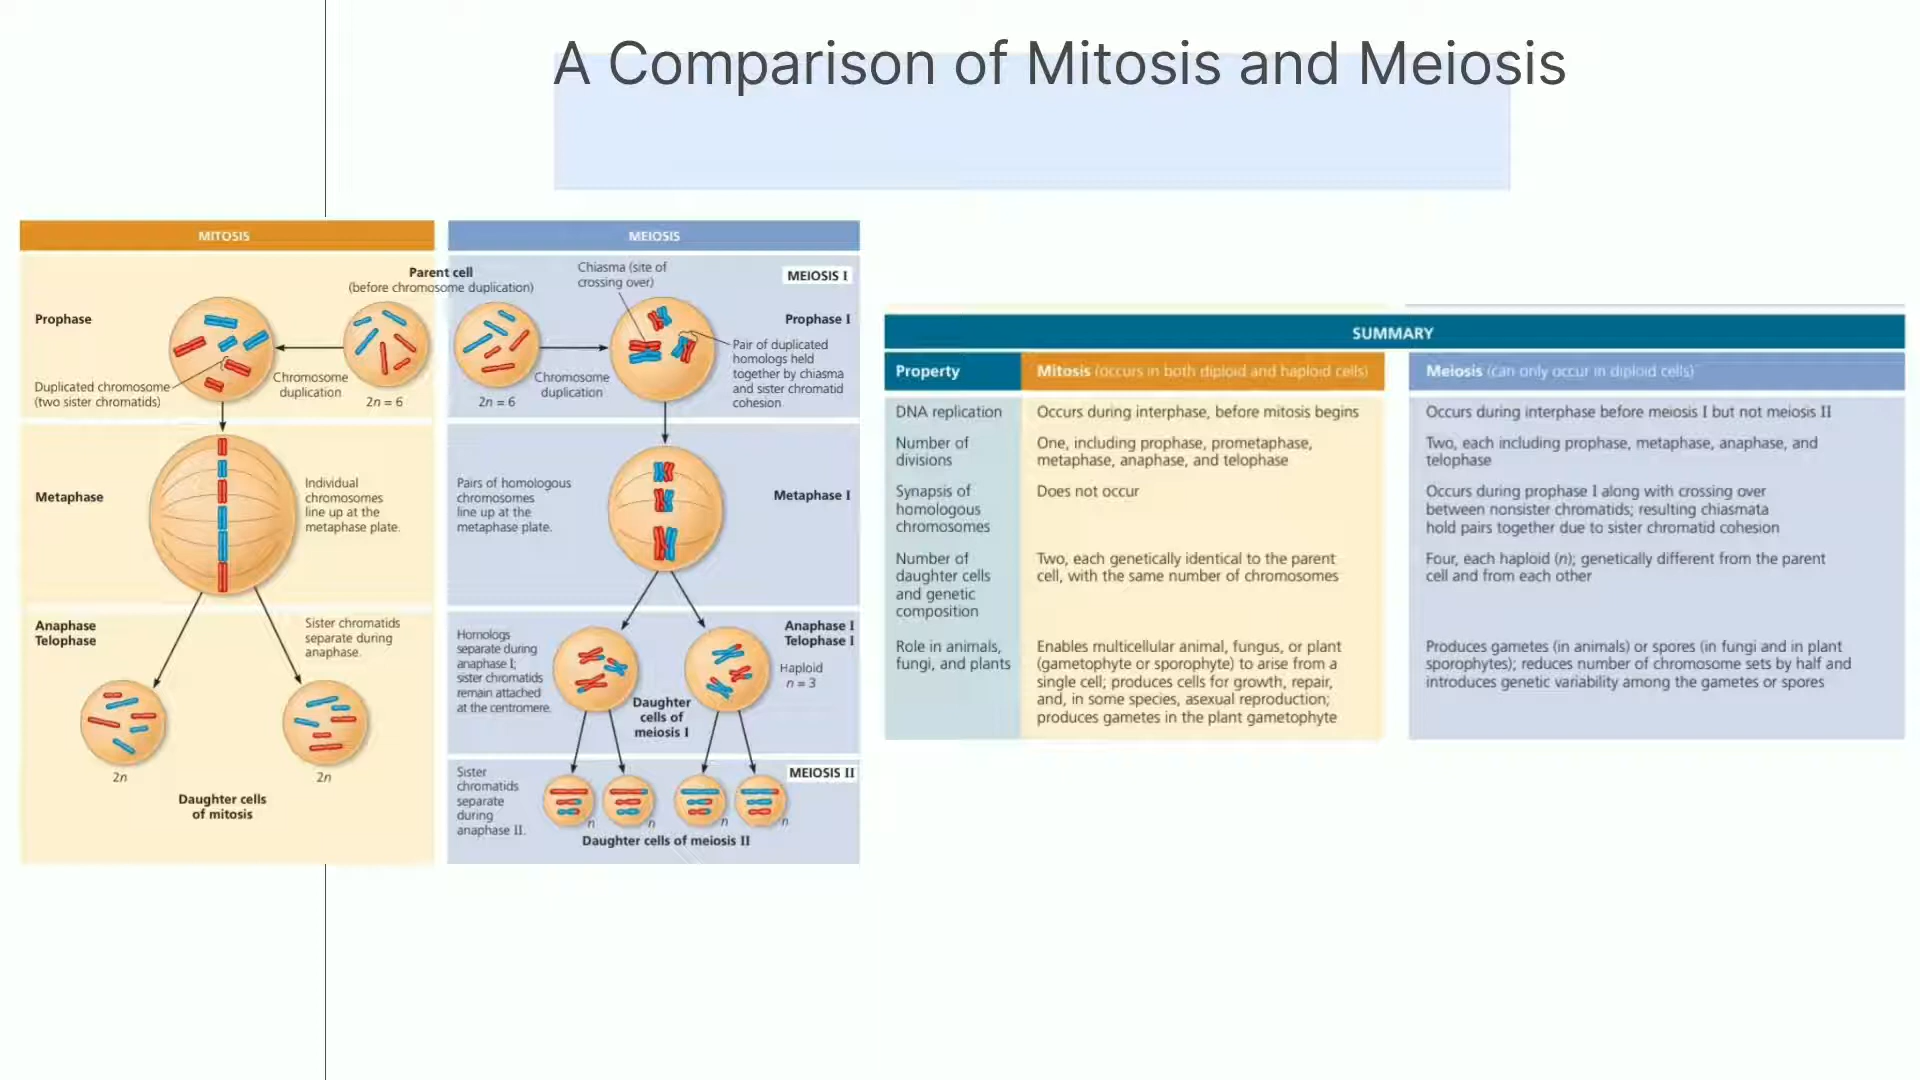 A Comparison of Mitosis and Meiosis
MITOSIS
MEIOSIS
Parent cell
(before chromosome duplication)
Chiasma (site of
crossing over)
MEIOSIS I
Prophase
Prophase I
Duplicated chromosome
(two sister chromatids)
Chromosome
duplication
2n = 6
2n = 6
Chromosome
duplication
Pair of duplicated
homologs held
together by chiasma
and sister chromatid
cohesion
Metaphase
Individual
chromosomes
line up at the
metaphase plate.
Pairs of homologous
chromosomes
line up at the
metaphase plate.
Metaphase I
Anaphase
Telophase
Sister chromatids
separate during
anaphase.
2n
2n
Daughter cells
of mitosis
Homologs
separate during
anaphase I;
sister chromatids
remain attached
at the centromere.
Anaphase I
Telophase I
Haploid
n = 3
Daughter
cells of
meiosis I
Sister
chromatids
separate
during
anaphase II.
MEIOSIS II
n
n
n
n
Daughter cells of meiosis II
SUMMARY
Property
Mitosis (occurs in both diploid and haploid cells)
Meiosis (can only occur in diploid cells)
DNA replication
Occurs during interphase, before mitosis begins
Occurs during interphase before meiosis I but not meiosis II
Number of
divisions
One, including prophase, prometaphase,
metaphase, anaphase, and telophase
Two, each including prophase, metaphase, anaphase, and
telophase
Synapsis of
homologous
chromosomes
Does not occur
Occurs during prophase I along with crossing over
between nonsister chromatids; resulting chiasmata
hold pairs together due to sister chromatid cohesion
Number of
daughter cells
and genetic
composition
Two, each genetically identical to the parent
cell, with the same number of chromosomes
Four, each haploid (n); genetically different from the parent
cell and from each other
Role in animals,
fungi, and plants
Enables multicellular animal, fungus, or plant
(gametophyte or sporophyte) to arise from a
single cell; produces cells for growth, repair,
and, in some species, asexual reproduction;
produces gametes in the plant gametophyte
Produces gametes (in animals) or spores (in fungi and in plant
sporophytes); reduces number of chromosome sets by half and
introduces genetic variability among the gametes or spores